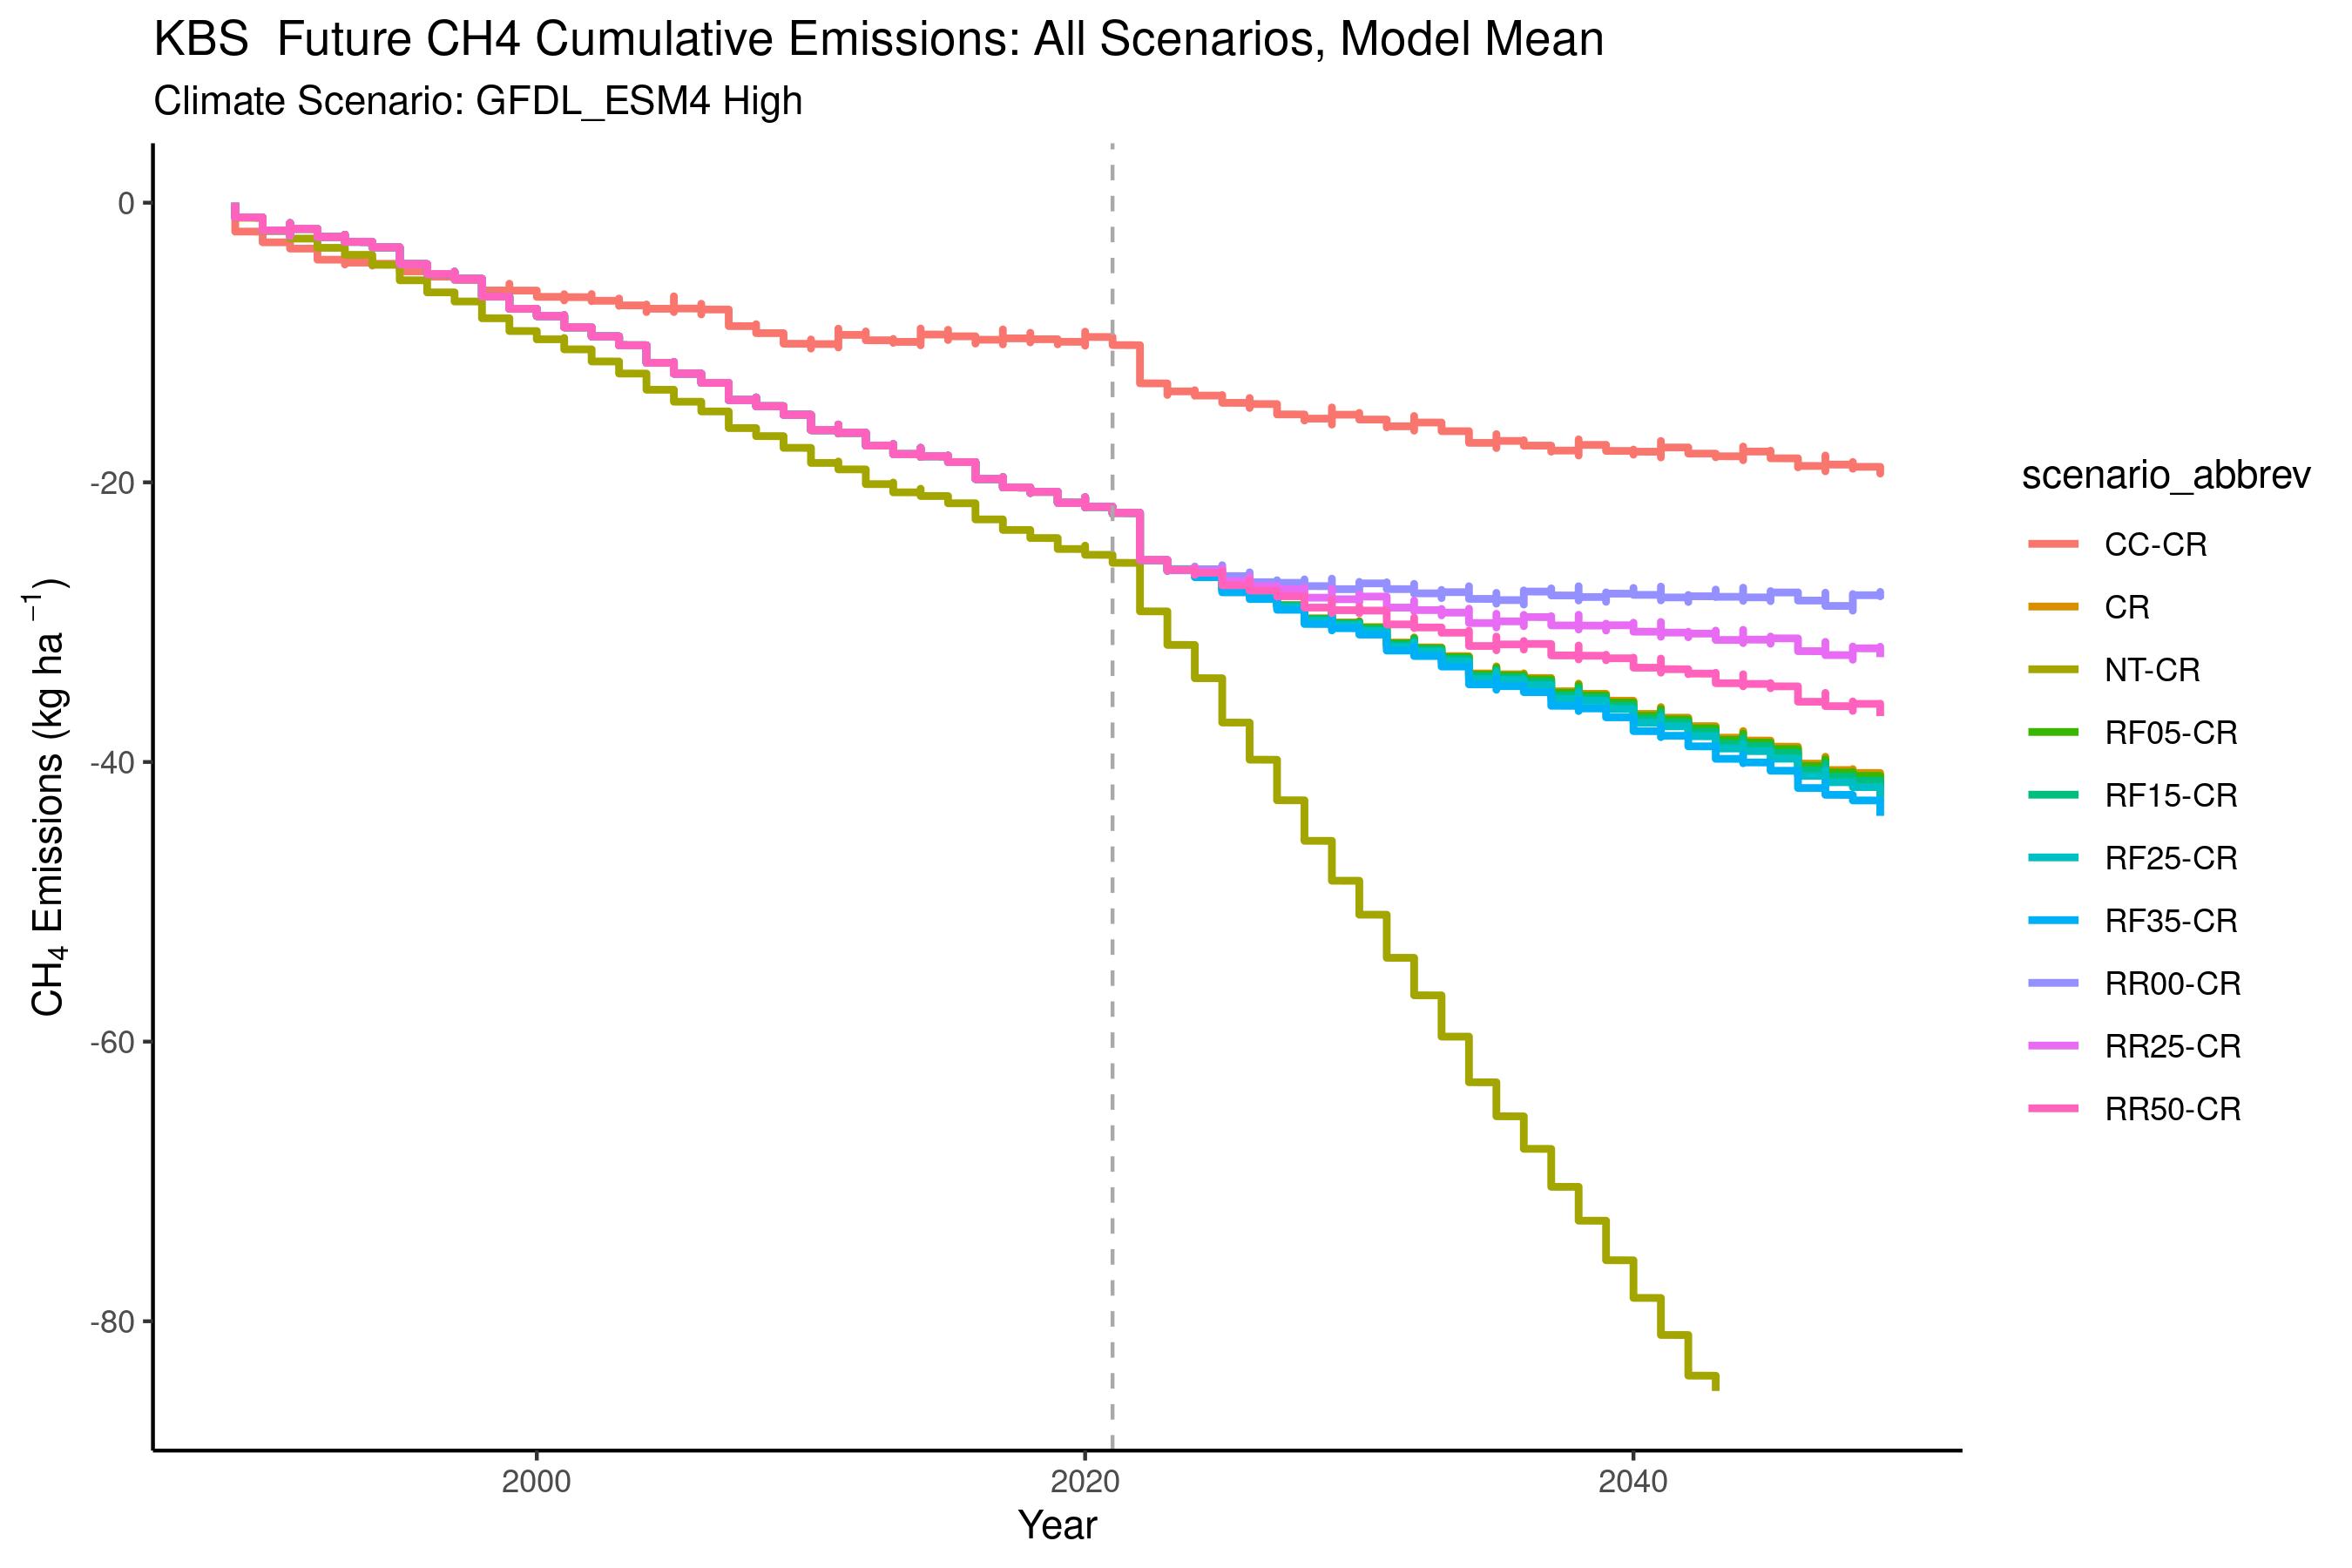 KBS  Future CH4 Cumulative Emissions: All Scenarios, Model Mean
Climate Scenario: GFDL_ESM4 High
CH₄ Emissions (kg ha ⁻¹)
0
-20
-40
-60
-80
2000
2020
2040
Year
scenario_abbrev
CC-CR
CR
NT-CR
RF05-CR
RF15-CR
RF25-CR
RF35-CR
RR00-CR
RR25-CR
RR50-CR